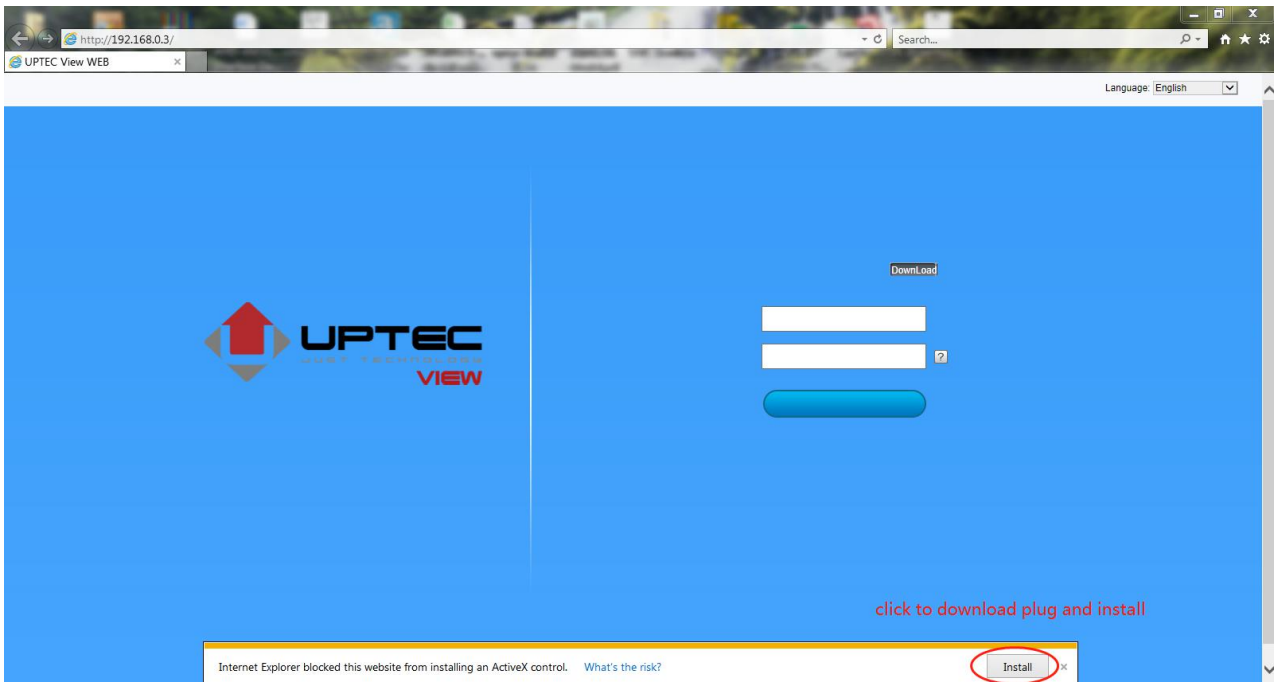 http://192.168.0.3/
Search...
UPTEC View WEB
Language: English
DownLoad
UPTEC
VIEW
?
click to download plug and install
Internet Explorer blocked this website from installing an ActiveX control. What's the risk?
Install